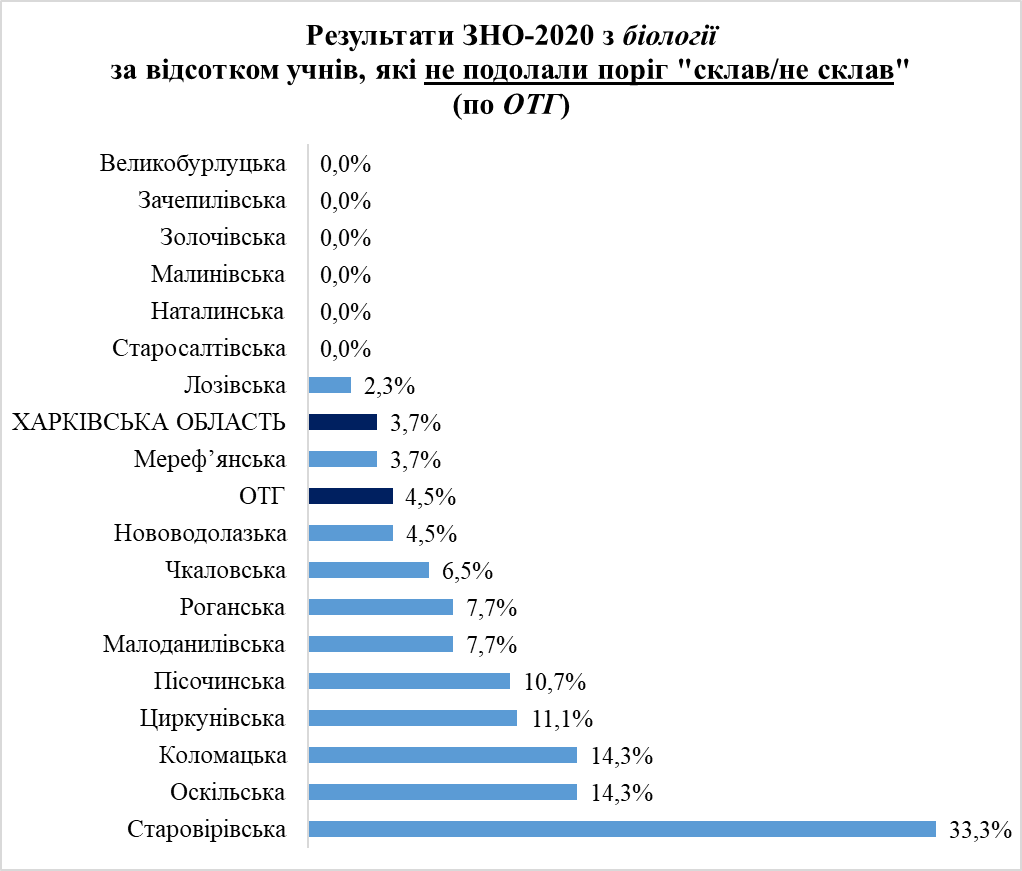 Результати ЗНО-2020 з біології
за відсотком учнів, які не подолали поріг "склав/не склав"
(по ОТГ)
Великобурлуцька 0,0%
Зачепилівська 0,0%
Золочівська 0,0%
Малинівська 0,0%
Наталинська 0,0%
Старосалтівська 0,0%
Лозівська 2,3%
ХАРКІВСЬКА ОБЛАСТЬ 3,7%
Мереф’янська 3,7%
ОТГ 4,5%
Нововодолазька 4,5%
Чкаловська 6,5%
Роганська 7,7%
Малоданилівська 7,7%
Пісочинська 10,7%
Циркунівська 11,1%
Коломацька 14,3%
Оскільська 14,3%
Старовірівська 33,3%